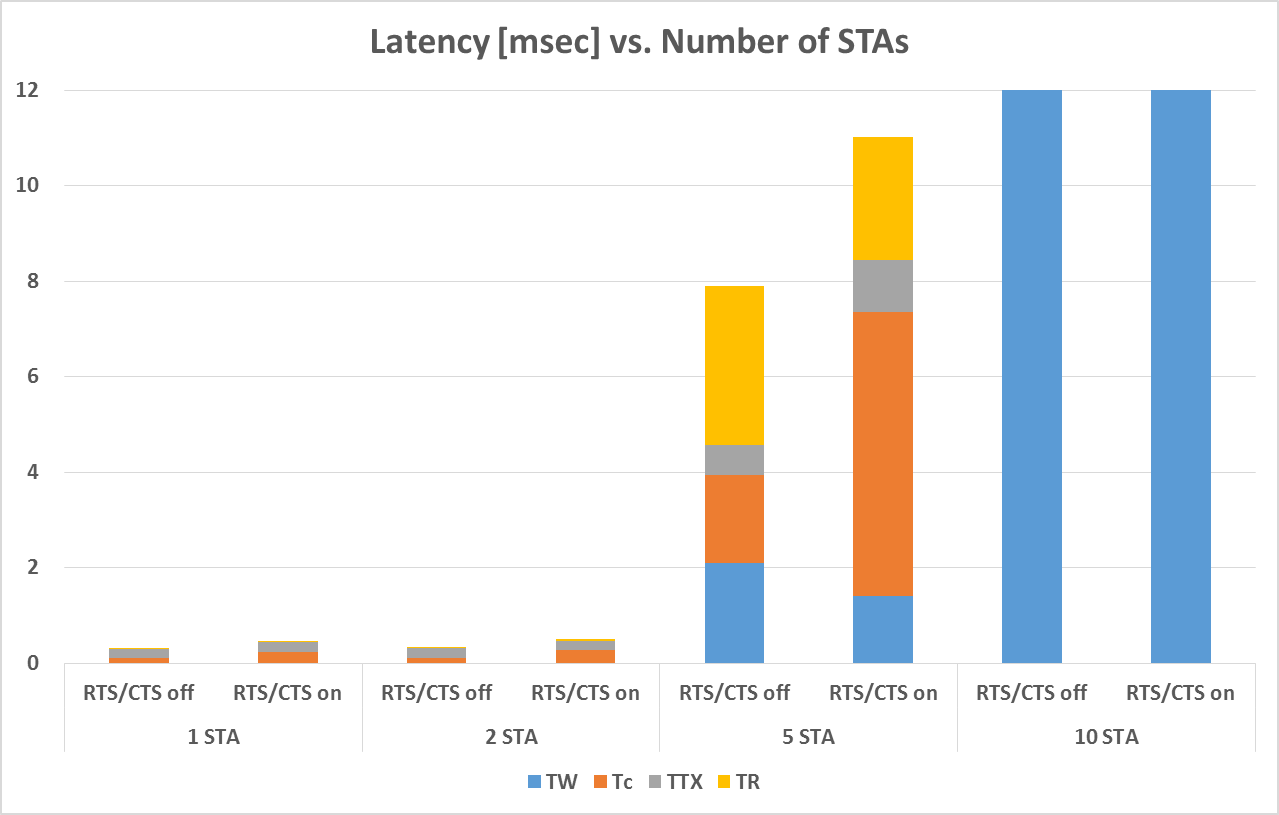 Latency [msec] vs. Number of STAs
12
10
8
6
4
2
0
RTS/CTS off RTS/CTS on RTS/CTS off RTS/CTS on RTS/CTS off RTS/CTS on RTS/CTS off RTS/CTS on
1 STA 2 STA 5 STA 10 STA
TW Tc TTX TR